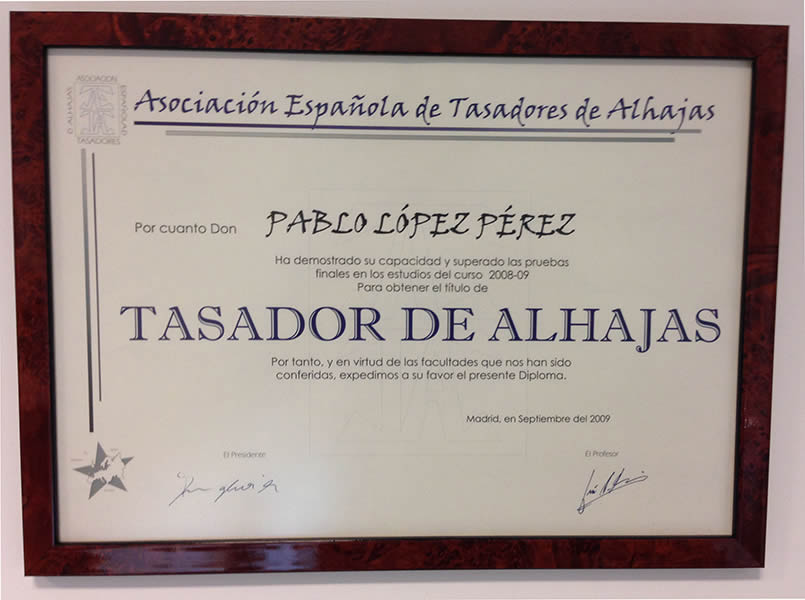 ASOCIACION
ESPAÑOLA D
TASADORES
Asociación Española de Tasadores de Alhajas
Por cuanto Don PABLO LÓPEZ PÉREZ
Ha demostrado su capacidad y superado las pruebas
finales en los estudios del curso 2008-09
Para obtener el título de
TASADOR DE ALHAJAS
Por tanto, y en virtud de las facultades que nos han sido
conferidas, expedimos a su favor el presente Diploma.
Madrid, en Septiembre del 2009
El Presidente El Profesor